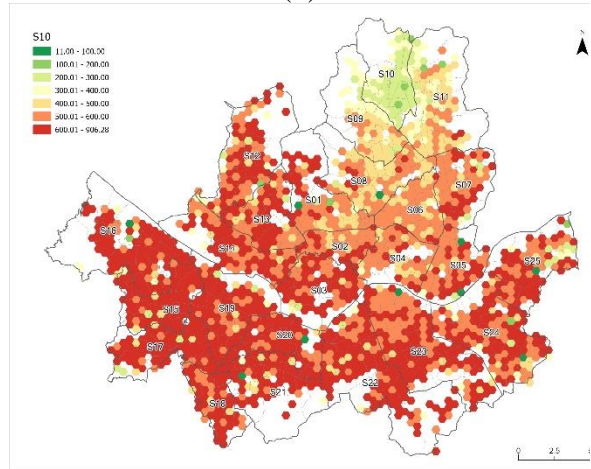 S10
11.00 - 100.00
100.01 - 200.00
200.01 - 300.00
300.01 - 400.00
400.01 - 500.00
500.01 - 600.00
600.01 - 906.28
S10
S11
S09
S12
S08
S07
S01
S06
S13
S16
S14
S02
S04
S05
S25
S03
S15
S19
S20
S24
S17
S23
S22
S21
S18
0
2.5